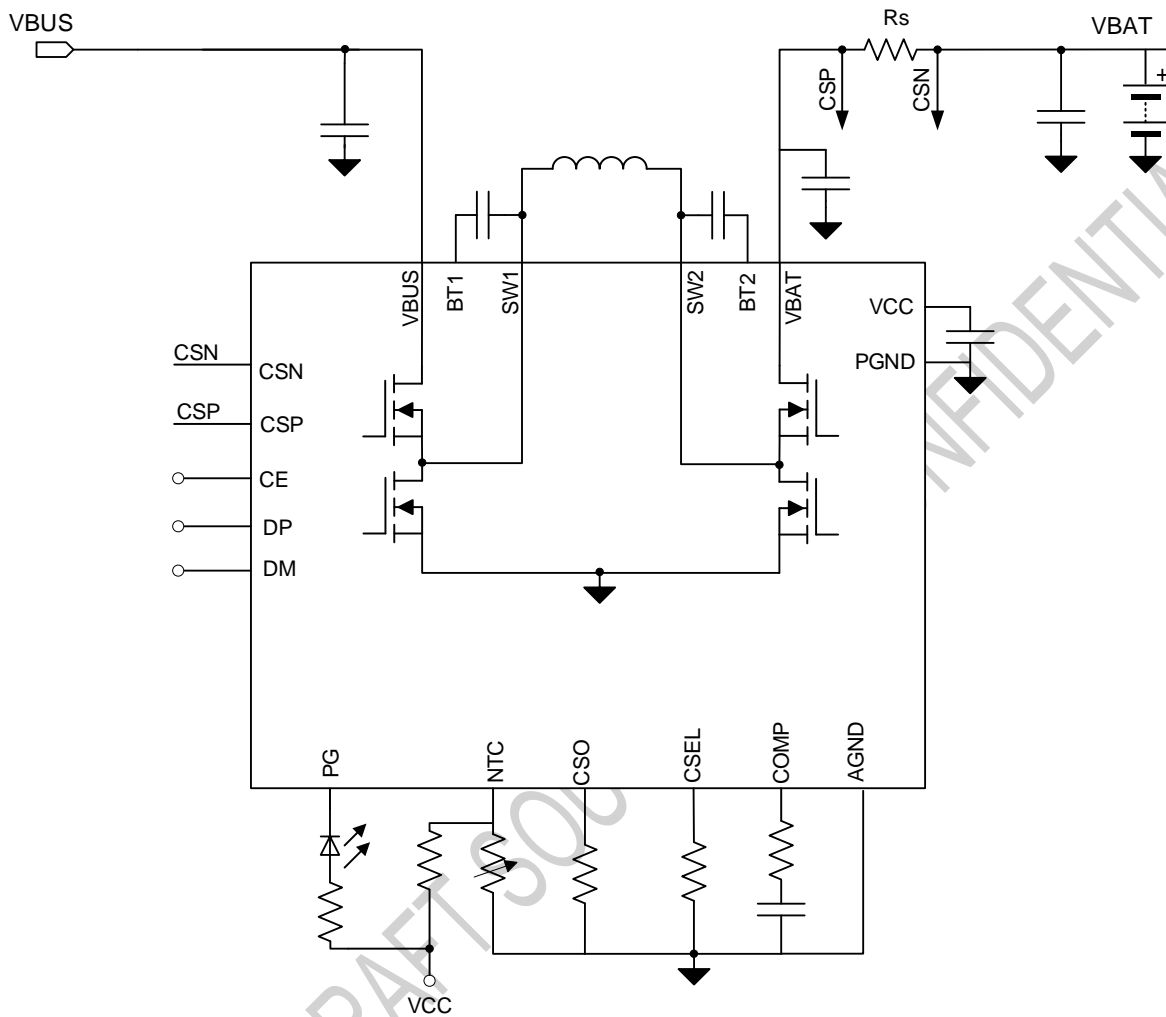 VBUS
Rs
VBAT
CSP
CSN
+
VBUS
BT1
SW1
SW2
BT2
VBAT
VCC
PGND
CSN
CSN
CSP
CSP
CE
DP
DM
PG
NTC
CSO
CSEL
COMP
AGND
VCC